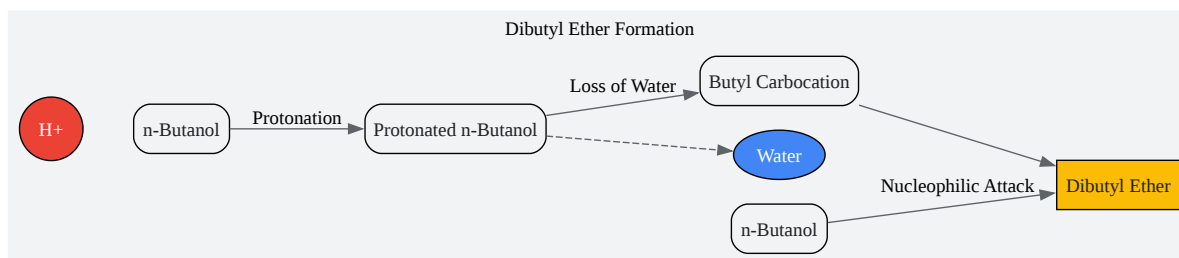 Dibutyl Ether Formation
H+
n-Butanol
Protonation
Protonated n-Butanol
Loss of Water
Butyl Carbocation
Water
n-Butanol
Nucleophilic Attack
Dibutyl Ether